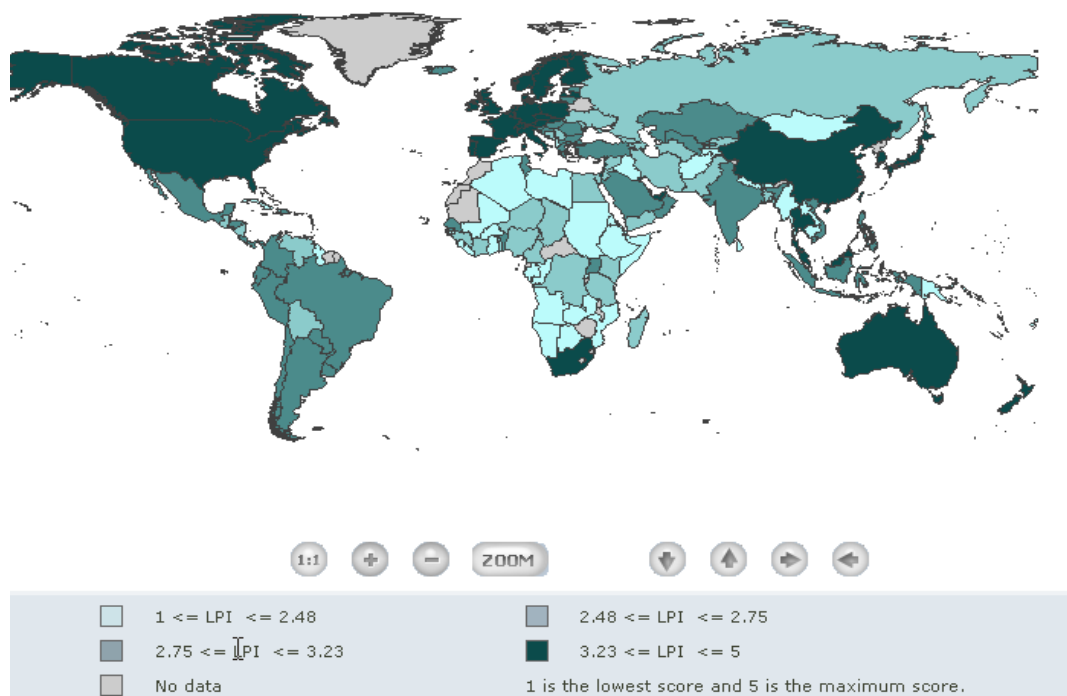 1:1 + − ZOOM
1 <= LPI <= 2.48
2.48 <= LPI <= 2.75
2.75 <= LPI <= 3.23
3.23 <= LPI <= 5
No data
1 is the lowest score and 5 is the maximum score.